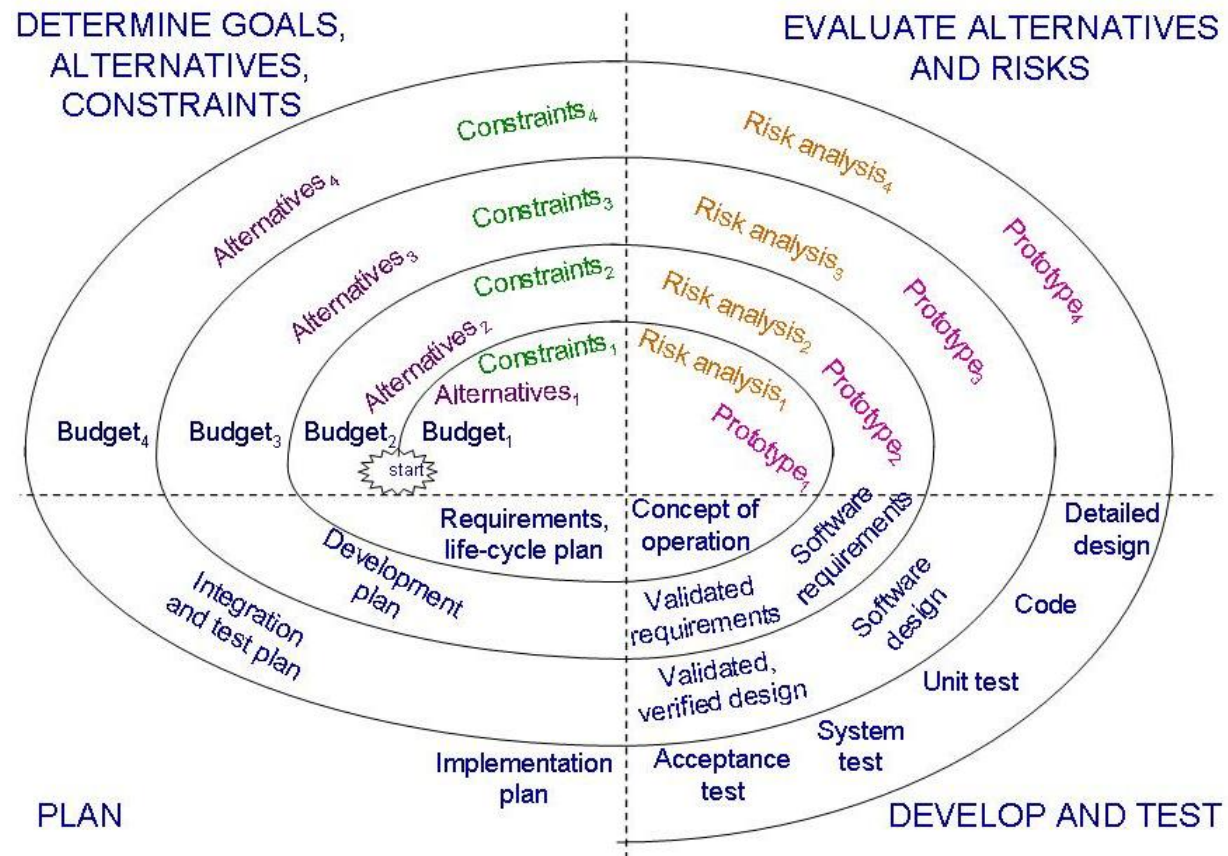 DETERMINE GOALS,
ALTERNATIVES,
CONSTRAINTS
EVALUATE ALTERNATIVES
AND RISKS
Constraints₄
Alternatives₄
Constraints₃
Alternatives₃
Constraints₂
Alternatives₂
Constraints₁
Alternatives₁
Budget₄
Budget₃
Budget₂
Budget₁
start
Risk analysis₄
Risk analysis₃
Risk analysis₂
Risk analysis₁
Prototype₄
Prototype₃
Prototype₂
Prototype₁
Requirements,
life-cycle plan
Development
plan
Integration
and test plan
Implementation
plan
Concept of
operation
Software
requirements
Validated
requirements
Software
design
Validated,
verified design
Detailed
design
Code
Unit test
System
test
Acceptance
test
PLAN
DEVELOP AND TEST